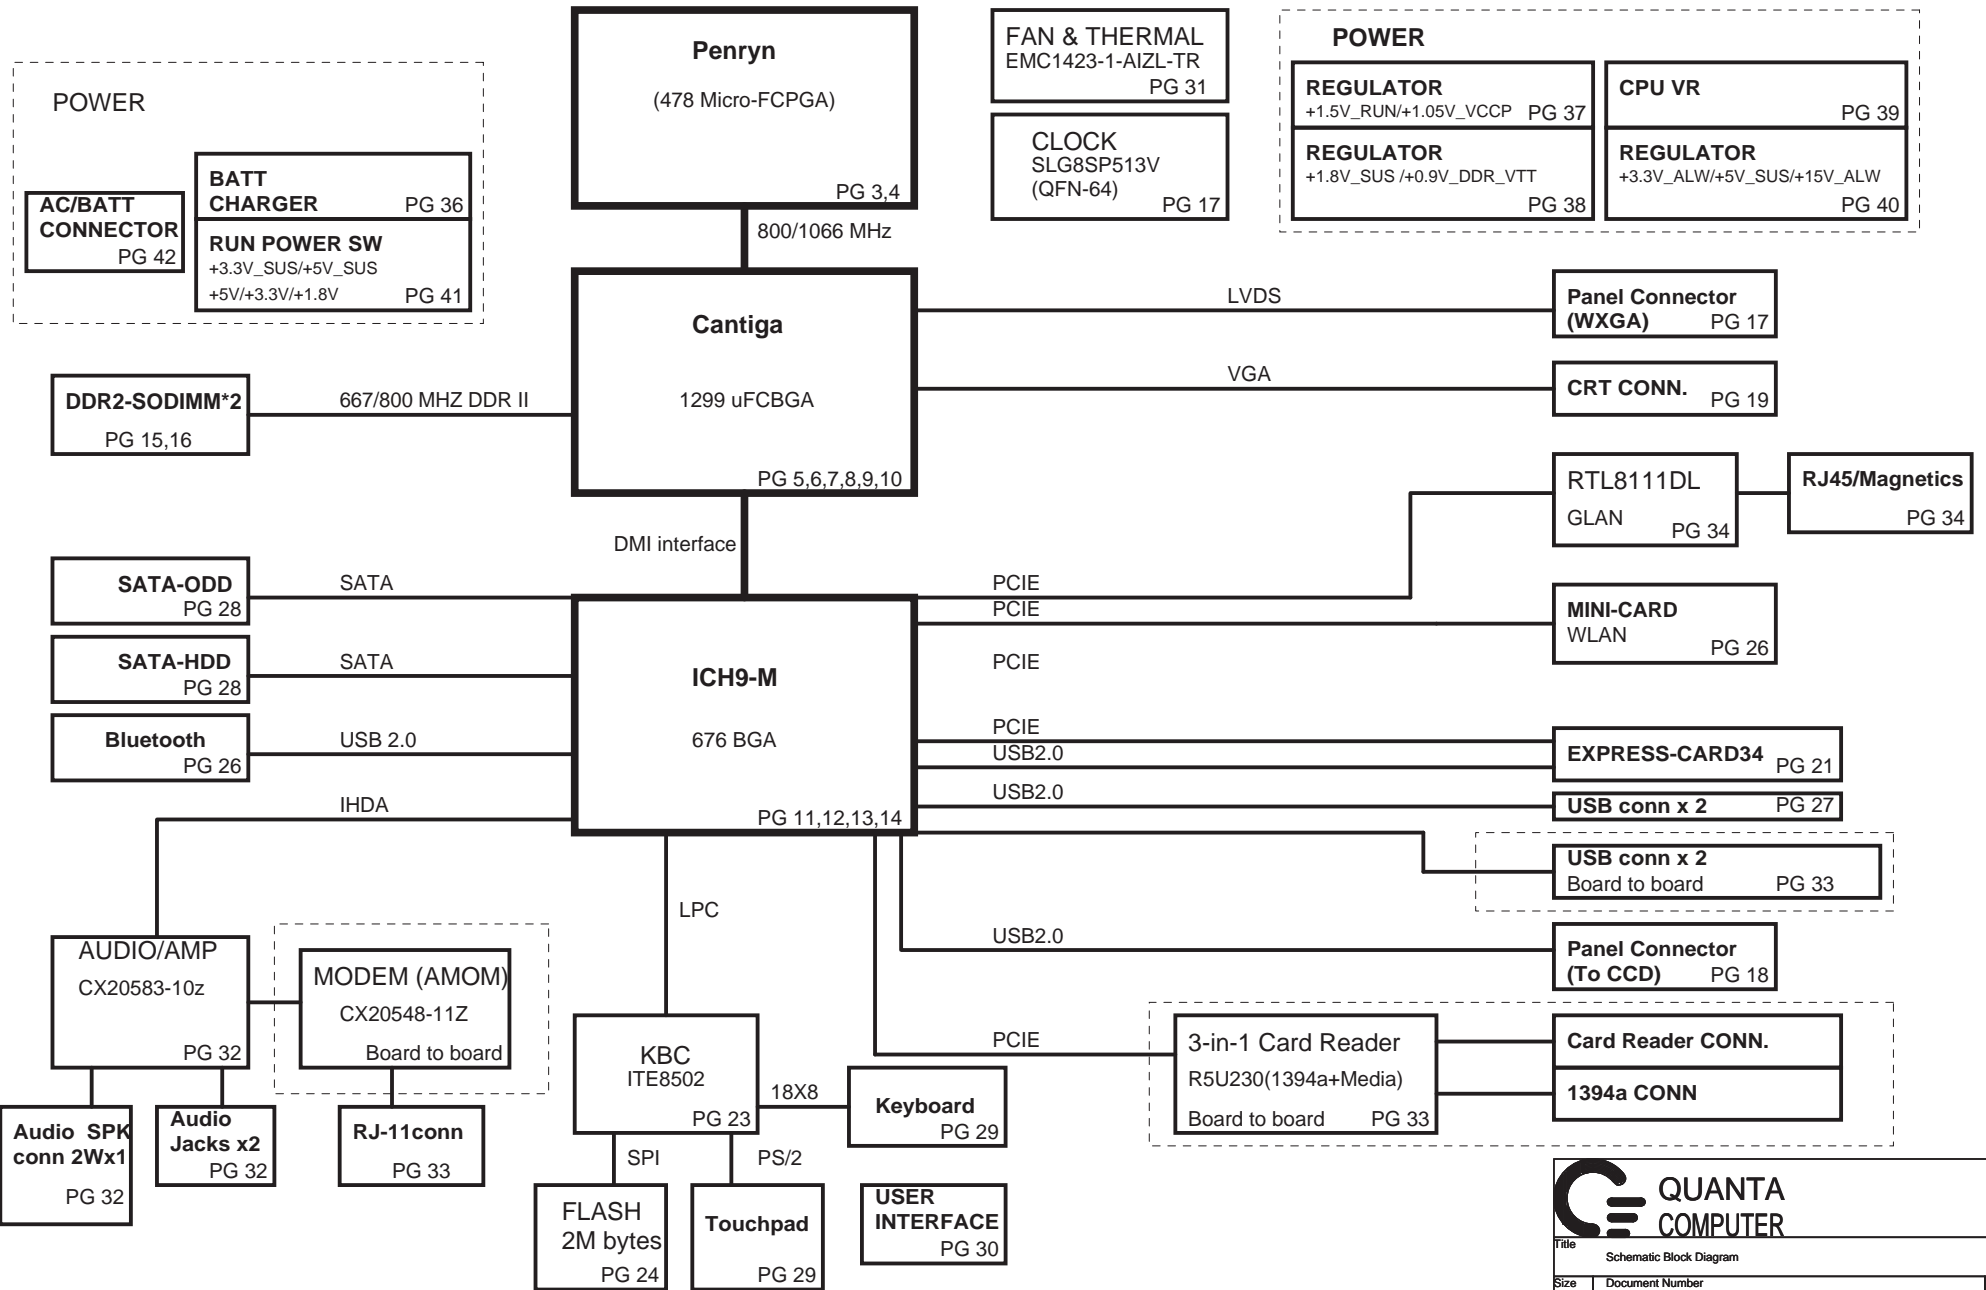 Penryn
(478 Micro-FCPGA)
PG 3,4
FAN & THERMAL
EMC1423-1-AIZL-TR
PG 31
CLOCK
SLG8SP513V
(QFN-64)
PG 17
POWER
REGULATOR
+1.5V_RUN/+1.05V_VCCP PG 37
CPU VR
PG 39
REGULATOR
+1.8V_SUS /+0.9V_DDR_VTT
PG 38
REGULATOR
+3.3V_ALW/+5V_SUS/+15V_ALW
PG 40
POWER
AC/BATT
CONNECTOR
PG 42
BATT
CHARGER PG 36
RUN POWER SW
+3.3V_SUS/+5V_SUS
+5V/+3.3V/+1.8V PG 41
800/1066 MHz
Cantiga
1299 uFCBGA
PG 5,6,7,8,9,10
LVDS
Panel Connector
(WXGA) PG 17
VGA
CRT CONN. PG 19
DDR2-SODIMM*2
PG 15,16
667/800 MHZ DDR II
RTL8111DL
GLAN PG 34
RJ45/Magnetics
PG 34
DMI interface
SATA-ODD
PG 28
SATA
SATA-HDD
PG 28
SATA
Bluetooth
PG 26
USB 2.0
IHDA
ICH9-M
676 BGA
PG 11,12,13,14
PCIE
PCIE
MINI-CARD
WLAN
PG 26
PCIE
PCIE
USB2.0
EXPRESS-CARD34 PG 21
USB2.0
USB conn x 2 PG 27
USB conn x 2
Board to board PG 33
USB2.0
Panel Connector
(To CCD) PG 18
LPC
AUDIO/AMP
CX20583-10z
PG 32
MODEM (AMOM)
CX20548-11Z
Board to board
Audio SPK
conn 2Wx1
PG 32
Audio
Jacks x2
PG 32
RJ-11conn
PG 33
KBC
ITE8502
PG 23
18X8
Keyboard
PG 29
SPI
PS/2
FLASH
2M bytes
PG 24
Touchpad
PG 29
USER
INTERFACE
PG 30
PCIE
3-in-1 Card Reader
R5U230(1394a+Media)
Board to board PG 33
Card Reader CONN.
1394a CONN
QUANTA
COMPUTER
Title
Schematic Block Diagram
Size Document Number